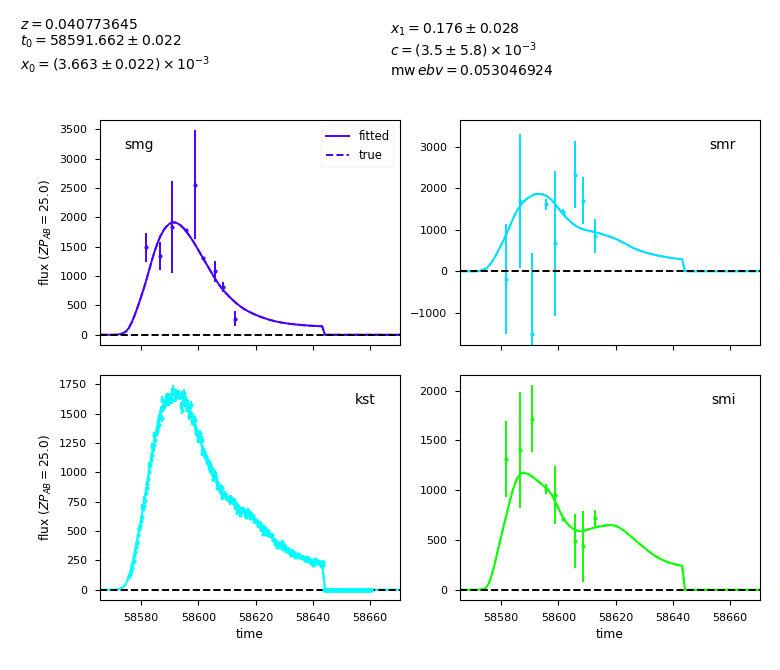 z = 0.040773645
t₀ = 58591.662 ± 0.022
x₀ = (3.663 ± 0.022) × 10⁻³
x₁ = 0.176 ± 0.028
c = (3.5 ± 5.8) × 10⁻³
mw ebv = 0.053046924
smg
fitted
true
3500
3000
2500
2000
1500
1000
500
0
flux (ZP_AB = 25.0)
smr
3000
2000
1000
0
−1000
kst
1750
1500
1250
1000
750
500
250
0
flux (ZP_AB = 25.0)
58580 58600 58620 58640 58660
time
smi
2000
1500
1000
500
0
58580 58600 58620 58640 58660
time